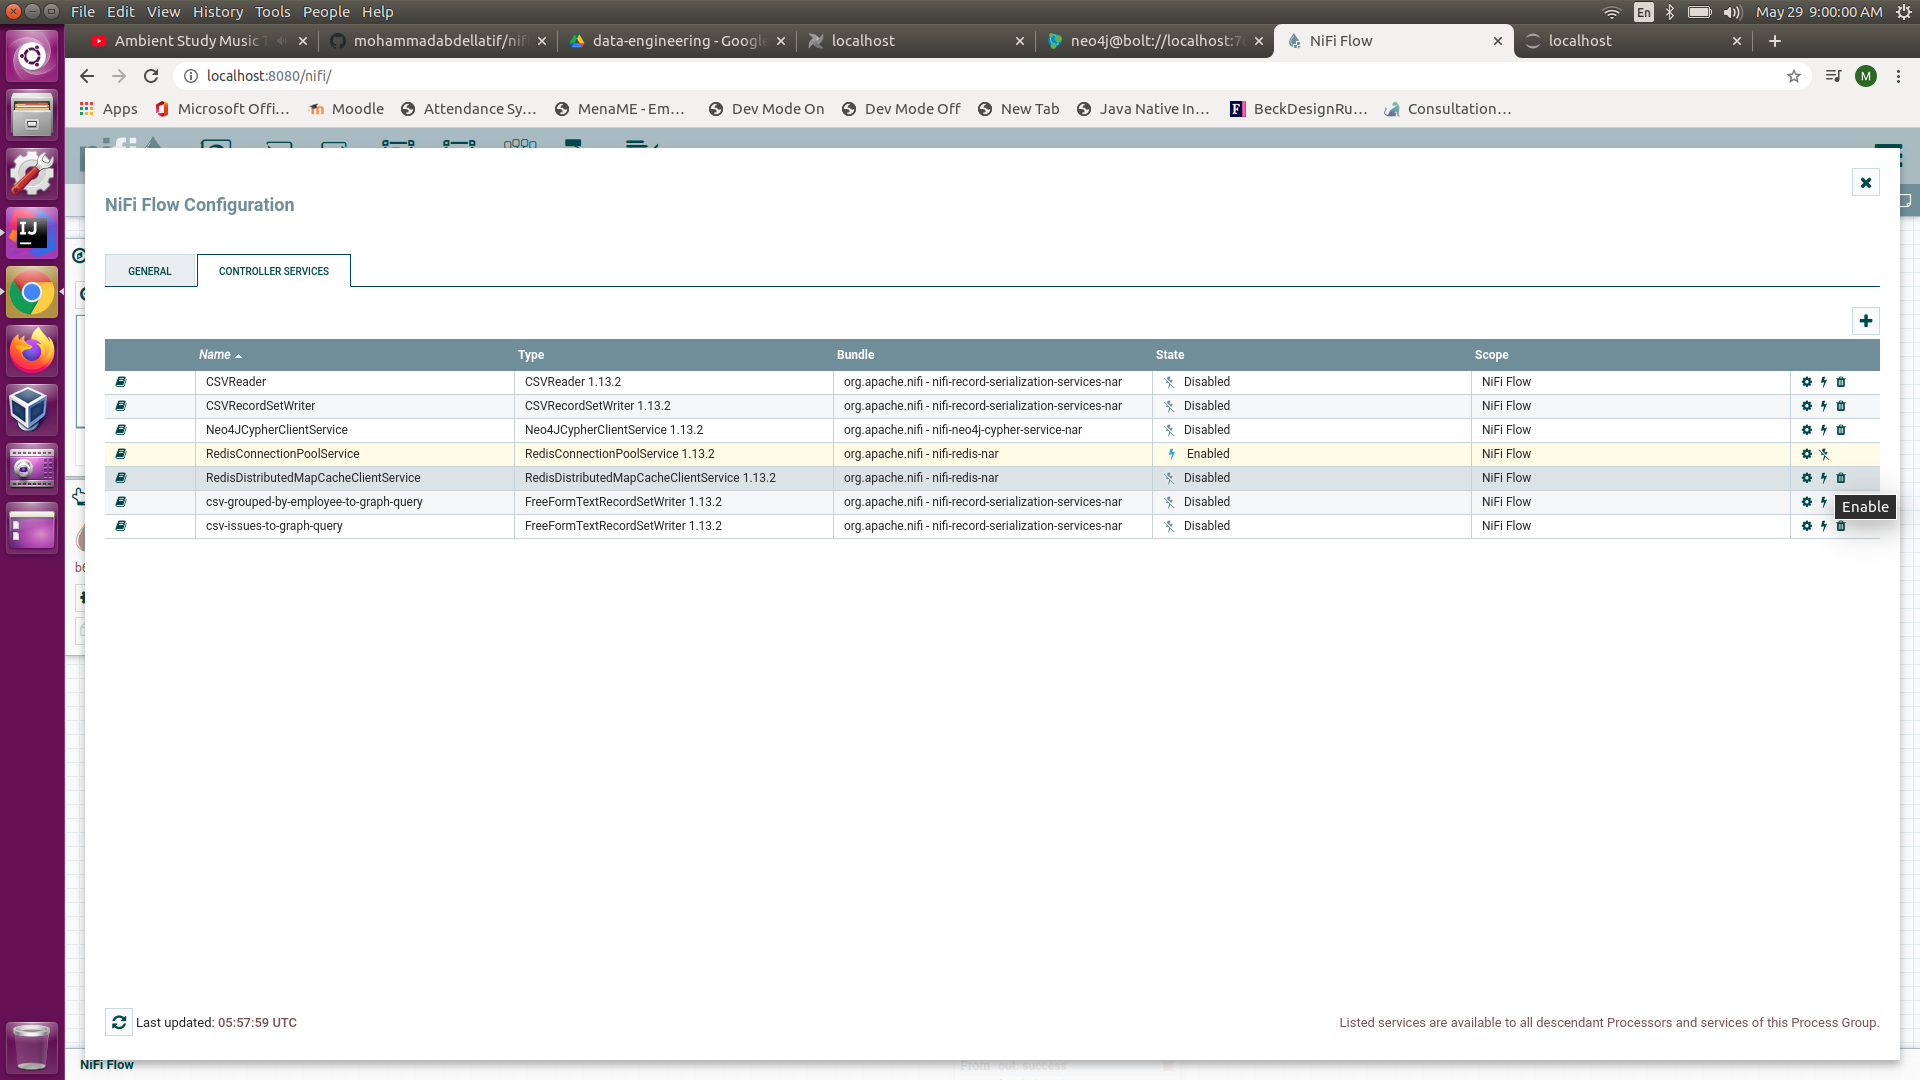 File Edit View History Tools People Help
En May 29 9:00:00 AM
Ambient Study Music mohammadabdellatif/nifi data-engineering - Google localhost neo4j@bolt://localhost:7 NiFi Flow localhost
localhost:8080/nifi/ M
Apps Microsoft Offi... Moodle Attendance Sy... MenaME - Em... Dev Mode On Dev Mode Off New Tab Java Native In... BeckDesignRu... Consultation...
NiFi Flow Configuration
GENERAL CONTROLLER SERVICES
Name Type Bundle State Scope
CSVReader CSVReader 1.13.2 org.apache.nifi - nifi-record-serialization-services-nar Disabled NiFi Flow
CSVRecordSetWriter CSVRecordSetWriter 1.13.2 org.apache.nifi - nifi-record-serialization-services-nar Disabled NiFi Flow
Neo4JCypherClientService Neo4JCypherClientService 1.13.2 org.apache.nifi - nifi-neo4j-cypher-service-nar Disabled NiFi Flow
RedisConnectionPoolService RedisConnectionPoolService 1.13.2 org.apache.nifi - nifi-redis-nar Enabled NiFi Flow
RedisDistributedMapCacheClientService RedisDistributedMapCacheClientService 1.13.2 org.apache.nifi - nifi-redis-nar Disabled NiFi Flow
csv-grouped-by-employee-to-graph-query FreeFormTextRecordSetWriter 1.13.2 org.apache.nifi - nifi-record-serialization-services-nar Disabled NiFi Flow
Enable
csv-issues-to-graph-query FreeFormTextRecordSetWriter 1.13.2 org.apache.nifi - nifi-record-serialization-services-nar Disabled NiFi Flow
Last updated: 05:57:59 UTC
Listed services are available to all descendant Processors and services of this Process Group.
NiFi Flow